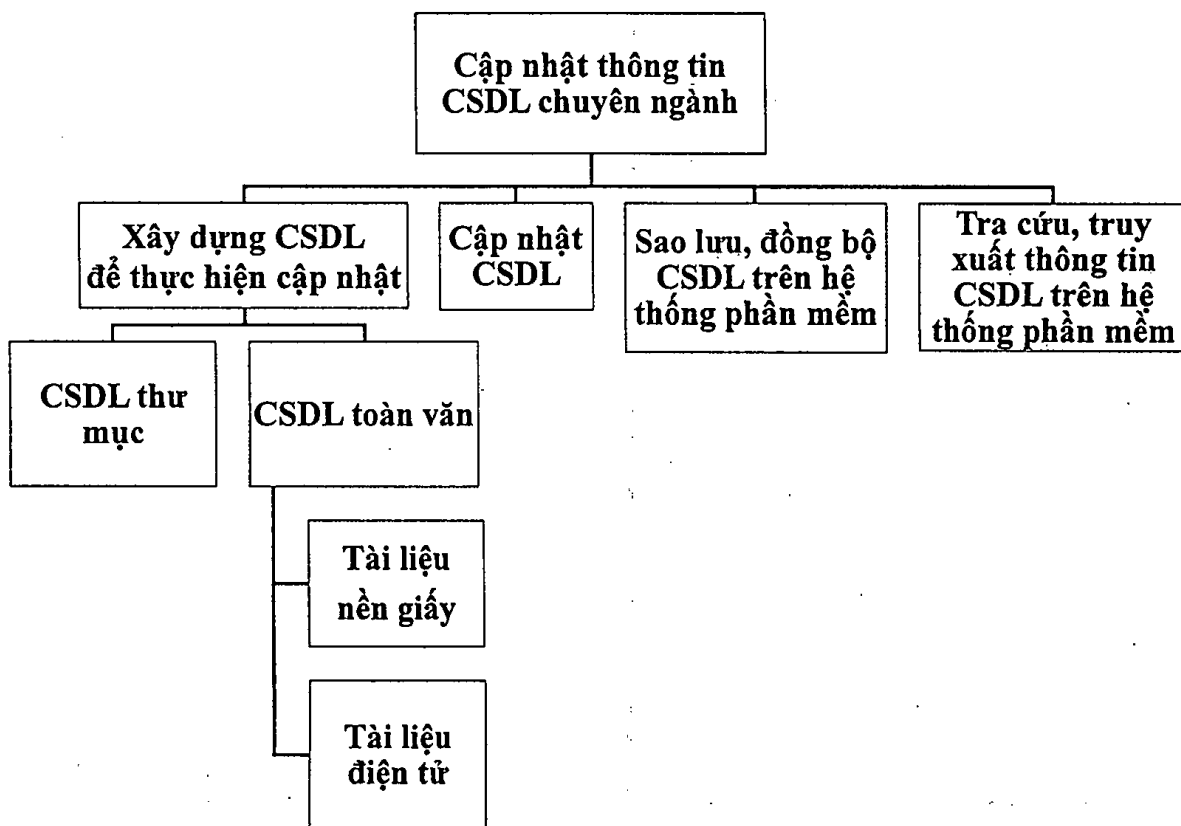 Cập nhật thông tin
CSDL chuyên ngành
Xây dựng CSDL
để thực hiện cập nhật
Cập nhật
CSDL
Sao lưu, đồng bộ
CSDL trên hệ
thống phần mềm
Tra cứu, truy
xuất thông tin
CSDL trên hệ
thống phần mềm
CSDL thư
mục
CSDL toàn văn
Tài liệu
nền giấy
Tài liệu
điện tử